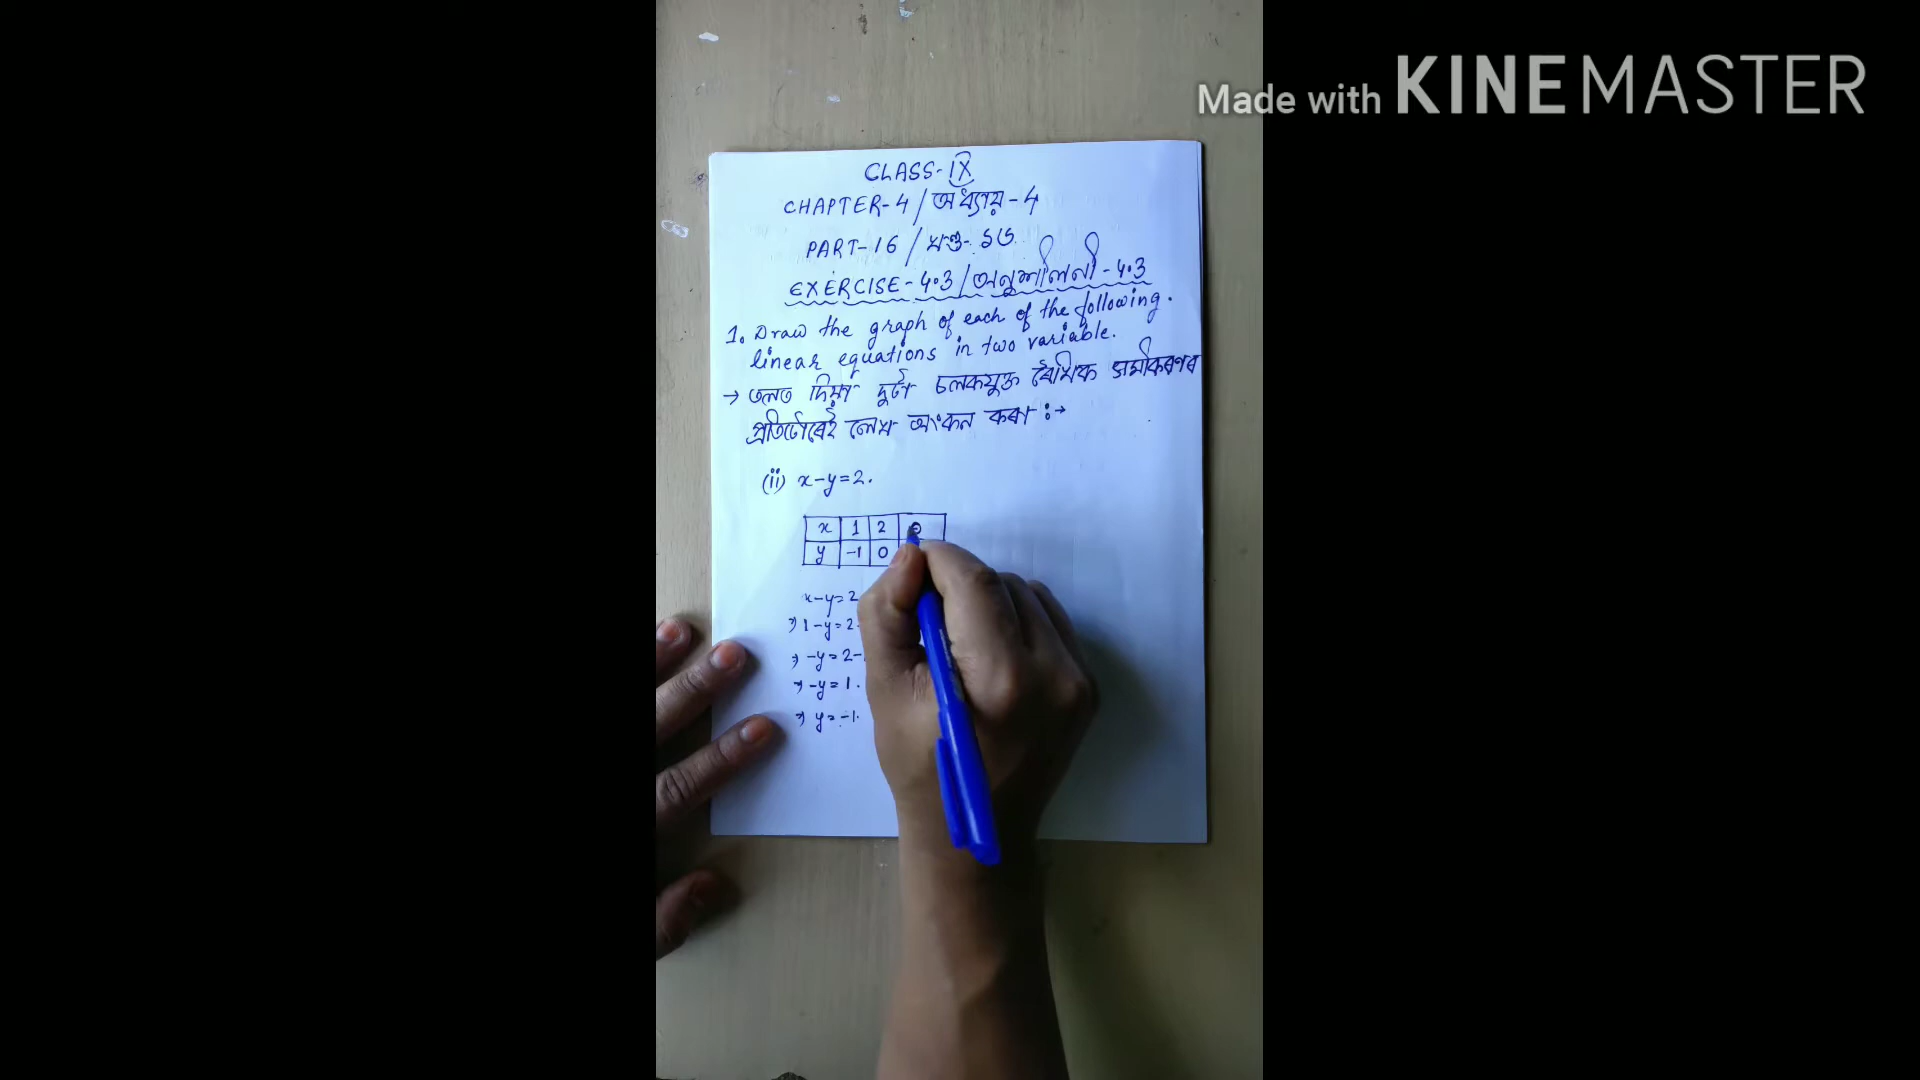 Made with KINEMASTER
CLASS-IX
CHAPTER-4/অধ্যায়-4
PART-16/খণ্ড-১৬
EXERCISE-4.3/অনুশীলনী-4.3
1. Draw the graph of each of the following.
linear equations in two variable.
→ তলত দিয়া দুটা চলকযুক্ত ৰৈখিক সমীকৰণৰ
প্ৰতিটোৰেই লেখ অংকন কৰা :→
(ii) x-y=2.
x 1 2
y -1 0
x-y=2
⇒ 1-y=2.
⇒ -y=2-
⇒ -y=1.
⇒ y=-1.